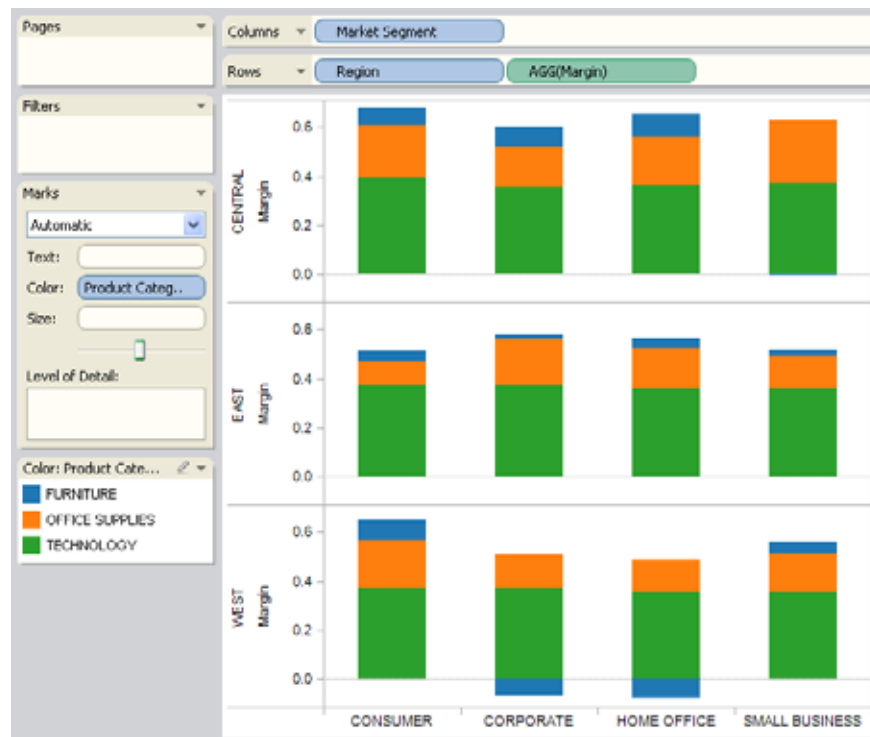 Pages
Filters
Marks
Automatic
Text:
Color: Product Categ..
Size:
Level of Detail:
Color: Product Cate...
FURNITURE
OFFICE SUPPLIES
TECHNOLOGY
Columns Market Segment
Rows Region AGG(Margin)
CENTRAL
Margin
0.6
0.4
0.2
0.0
EAST
Margin
0.6
0.4
0.2
0.0
WEST
Margin
0.6
0.4
0.2
0.0
CONSUMER CORPORATE HOME OFFICE SMALL BUSINESS